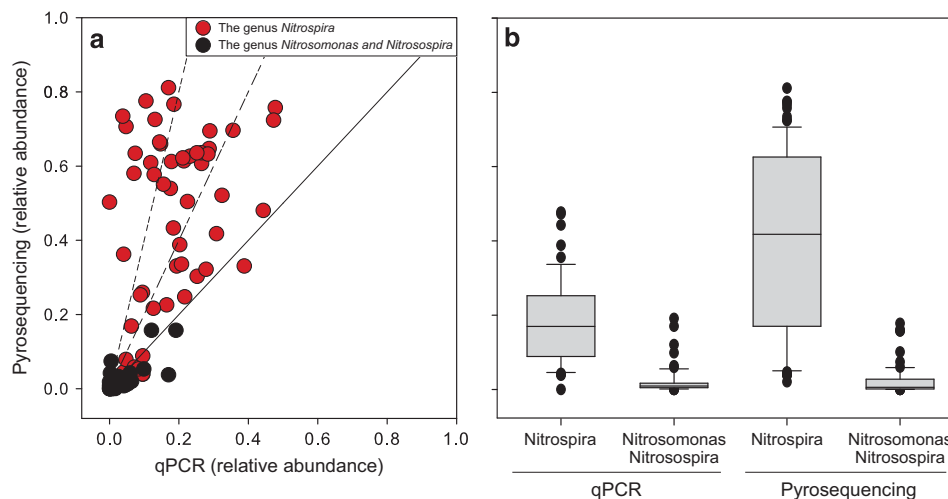 a
The genus Nitrospira
The genus Nitrosomonas and Nitrosospira
1.0
0.8
0.6
0.4
0.2
0.0
Pyrosequencing (relative abundance)
0.0 0.2 0.4 0.6 0.8 1.0
qPCR (relative abundance)
b
Nitrospira Nitrosomonas Nitrospira Nitrosomonas
Nitrosospira Nitrosospira
qPCR Pyrosequencing